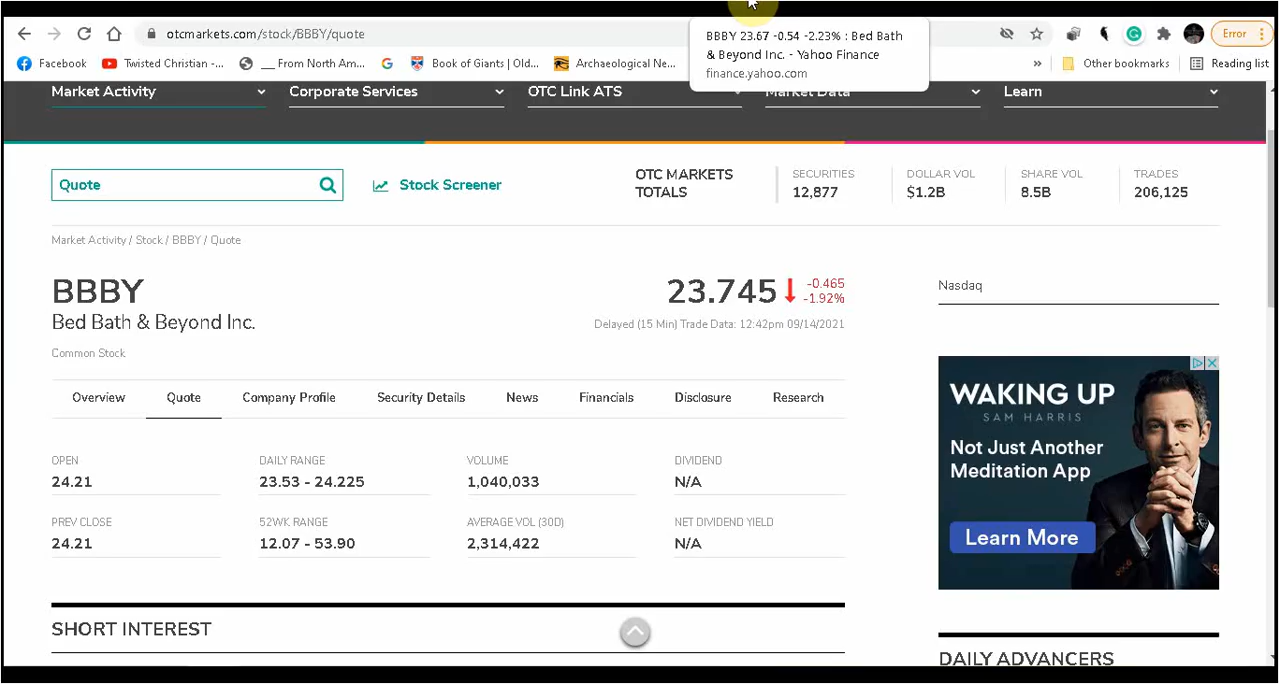 otcmarkets.com/stock/BBBY/quote
BBBY 23.67 -0.54 -2.23% : Bed Bath
& Beyond Inc. - Yahoo Finance
finance.yahoo.com
Error
Facebook
Twisted Christian -...
__ From North Am...
Book of Giants | Old...
Archaeological Ne...
»
Other bookmarks
Reading list
Market Activity
Corporate Services
OTC Link ATS
Market Data
Learn
Quote
Stock Screener
OTC MARKETS
TOTALS
SECURITIES
12,877
DOLLAR VOL
$1.2B
SHARE VOL
8.5B
TRADES
206,125
Market Activity / Stock / BBBY / Quote
BBBY
Bed Bath & Beyond Inc.
Common Stock
23.745
-0.465
-1.92%
Delayed (15 Min) Trade Data: 12:42pm 09/14/2021
Nasdaq
Overview
Quote
Company Profile
Security Details
News
Financials
Disclosure
Research
OPEN
24.21
DAILY RANGE
23.53 - 24.225
VOLUME
1,040,033
DIVIDEND
N/A
PREV CLOSE
24.21
52WK RANGE
12.07 - 53.90
AVERAGE VOL (30D)
2,314,422
NET DIVIDEND YIELD
N/A
WAKING UP
SAM HARRIS
Not Just Another
Meditation App
Learn More
SHORT INTEREST
DAILY ADVANCERS